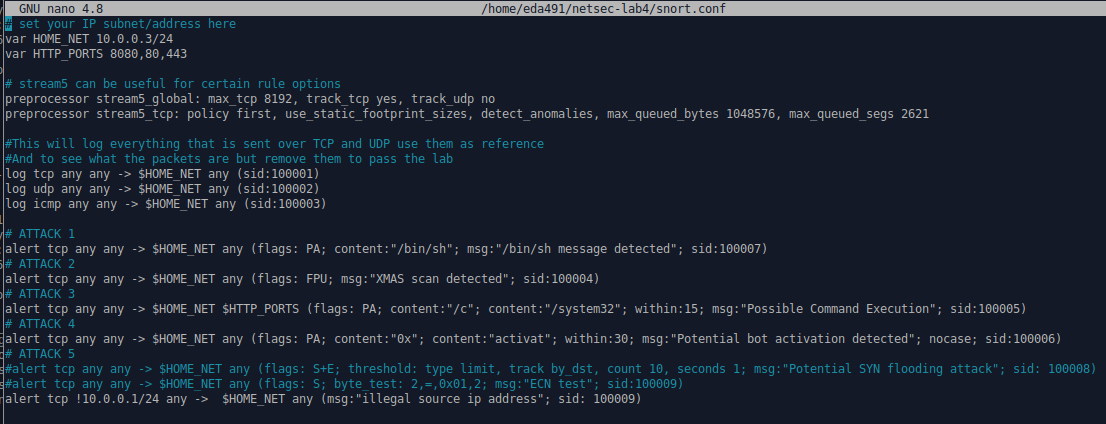 GNU nano 4.8 /home/eda491/netsec-lab4/snort.conf
# set your IP subnet/address here
var HOME_NET 10.0.0.3/24
var HTTP_PORTS 8080,80,443
# stream5 can be useful for certain rule options
preprocessor stream5_global: max_tcp 8192, track_tcp yes, track_udp no
preprocessor stream5_tcp: policy first, use_static_footprint_sizes, detect_anomalies, max_queued_bytes 1048576, max_queued_segs 2621
#This will log everything that is sent over TCP and UDP use them as reference
#And to see what the packets are but remove them to pass the lab
log tcp any any -> $HOME_NET any (sid:100001)
log udp any any -> $HOME_NET any (sid:100002)
log icmp any any -> $HOME_NET any (sid:100003)
# ATTACK 1
alert tcp any any -> $HOME_NET any (flags: PA; content:"/bin/sh"; msg:"/bin/sh message detected"; sid:100007)
# ATTACK 2
alert tcp any any -> $HOME_NET any (flags: FPU; msg:"XMAS scan detected"; sid:100004)
# ATTACK 3
alert tcp any any -> $HOME_NET $HTTP_PORTS (flags: PA; content:"/c"; content:"/system32"; within:15; msg:"Possible Command Execution"; sid:100005)
# ATTACK 4
alert tcp any any -> $HOME_NET any (flags: PA; content:"0x"; content:"activat"; within:30; msg:"Potential bot activation detected"; nocase; sid:100006)
# ATTACK 5
#alert tcp any any -> $HOME_NET any (flags: S+E; threshold: type limit, track by_dst, count 10, seconds 1; msg:"Potential SYN flooding attack"; sid: 100008)
#alert tcp any any -> $HOME_NET any (flags: S; byte_test: 2,=,0x01,2; msg:"ECN test"; sid:100009)
alert tcp !10.0.0.1/24 any ->  $HOME_NET any (msg:"illegal source ip address"; sid: 100009)